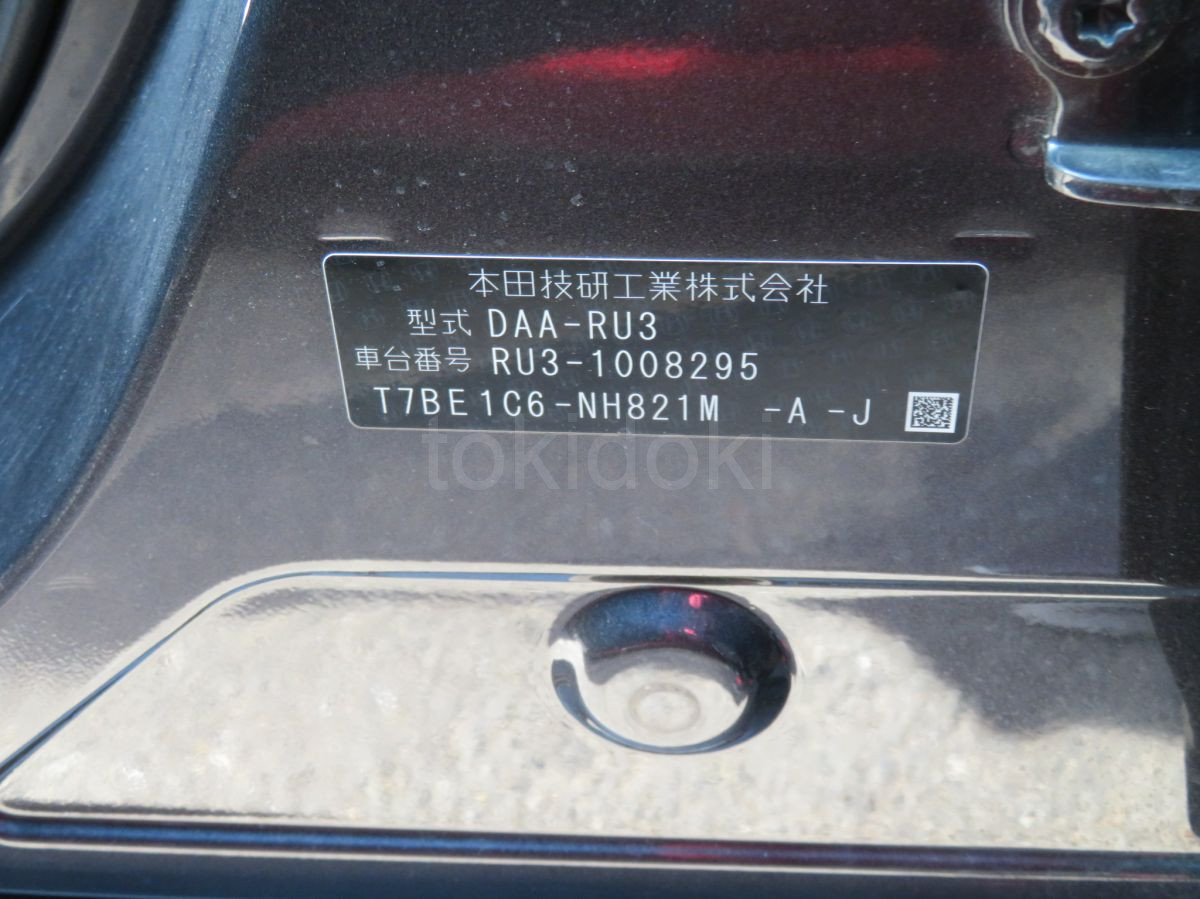 本田技研工業株式会社
型式 DAA-RU3
車台番号 RU3-1008295
T7BE1C6-NH821M -A -J
tokidoki